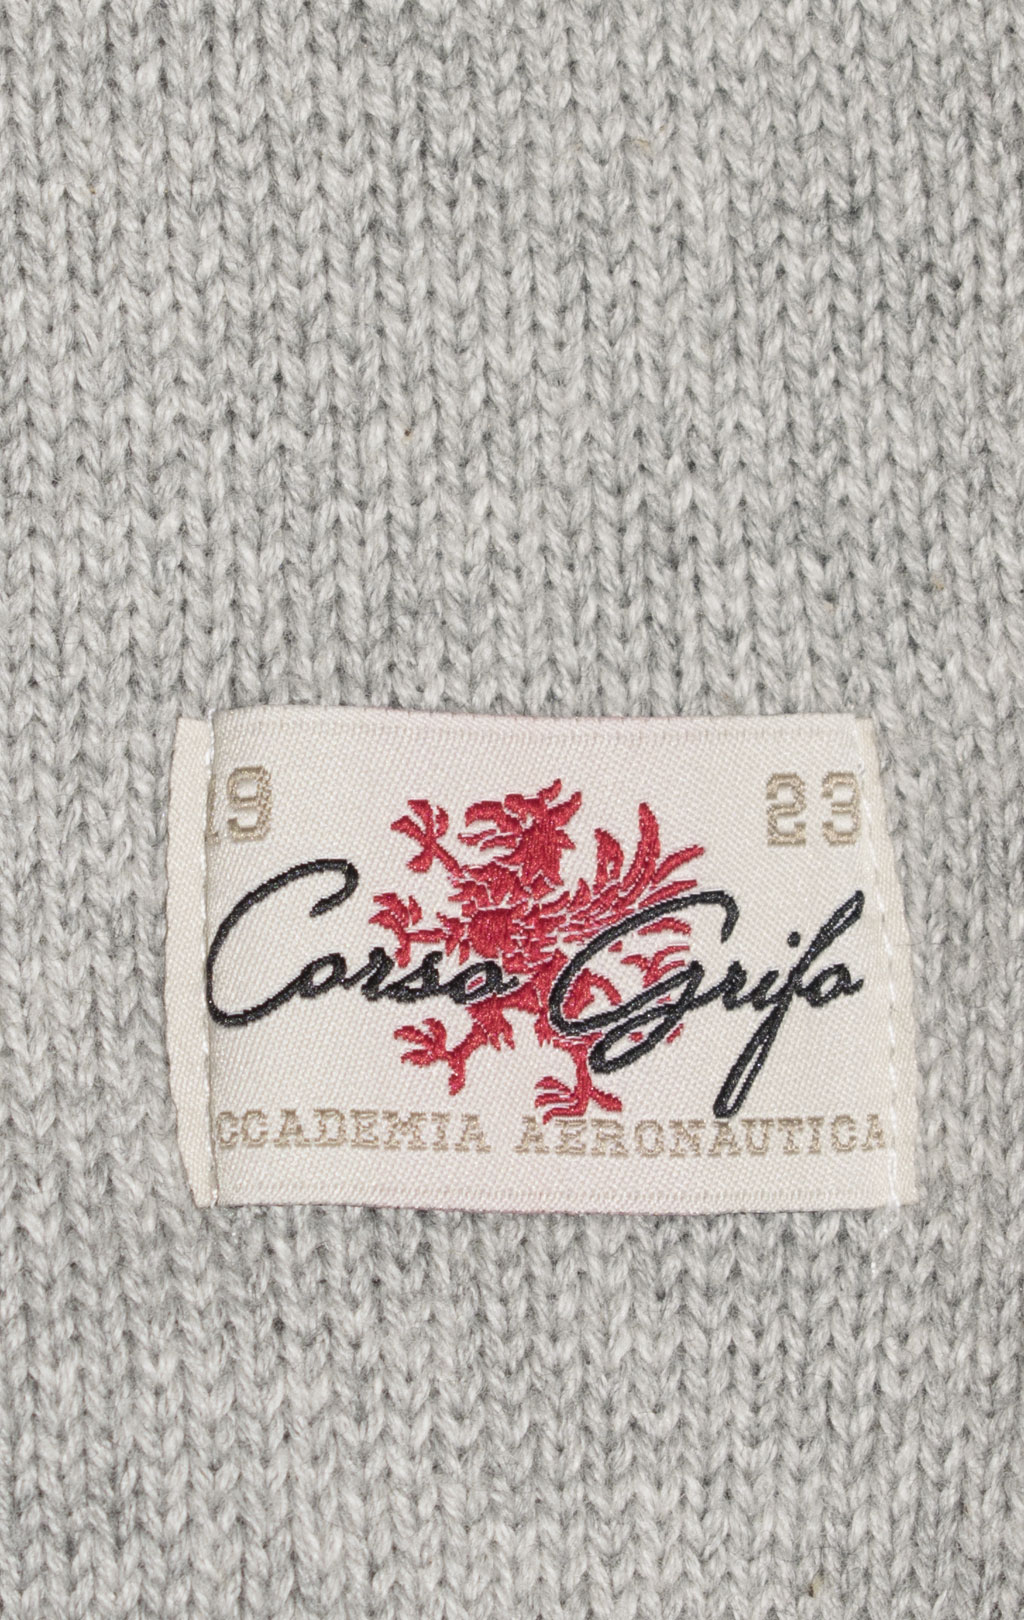 19 23
Corso Grifo
CCADEMIA AERONAUTICA